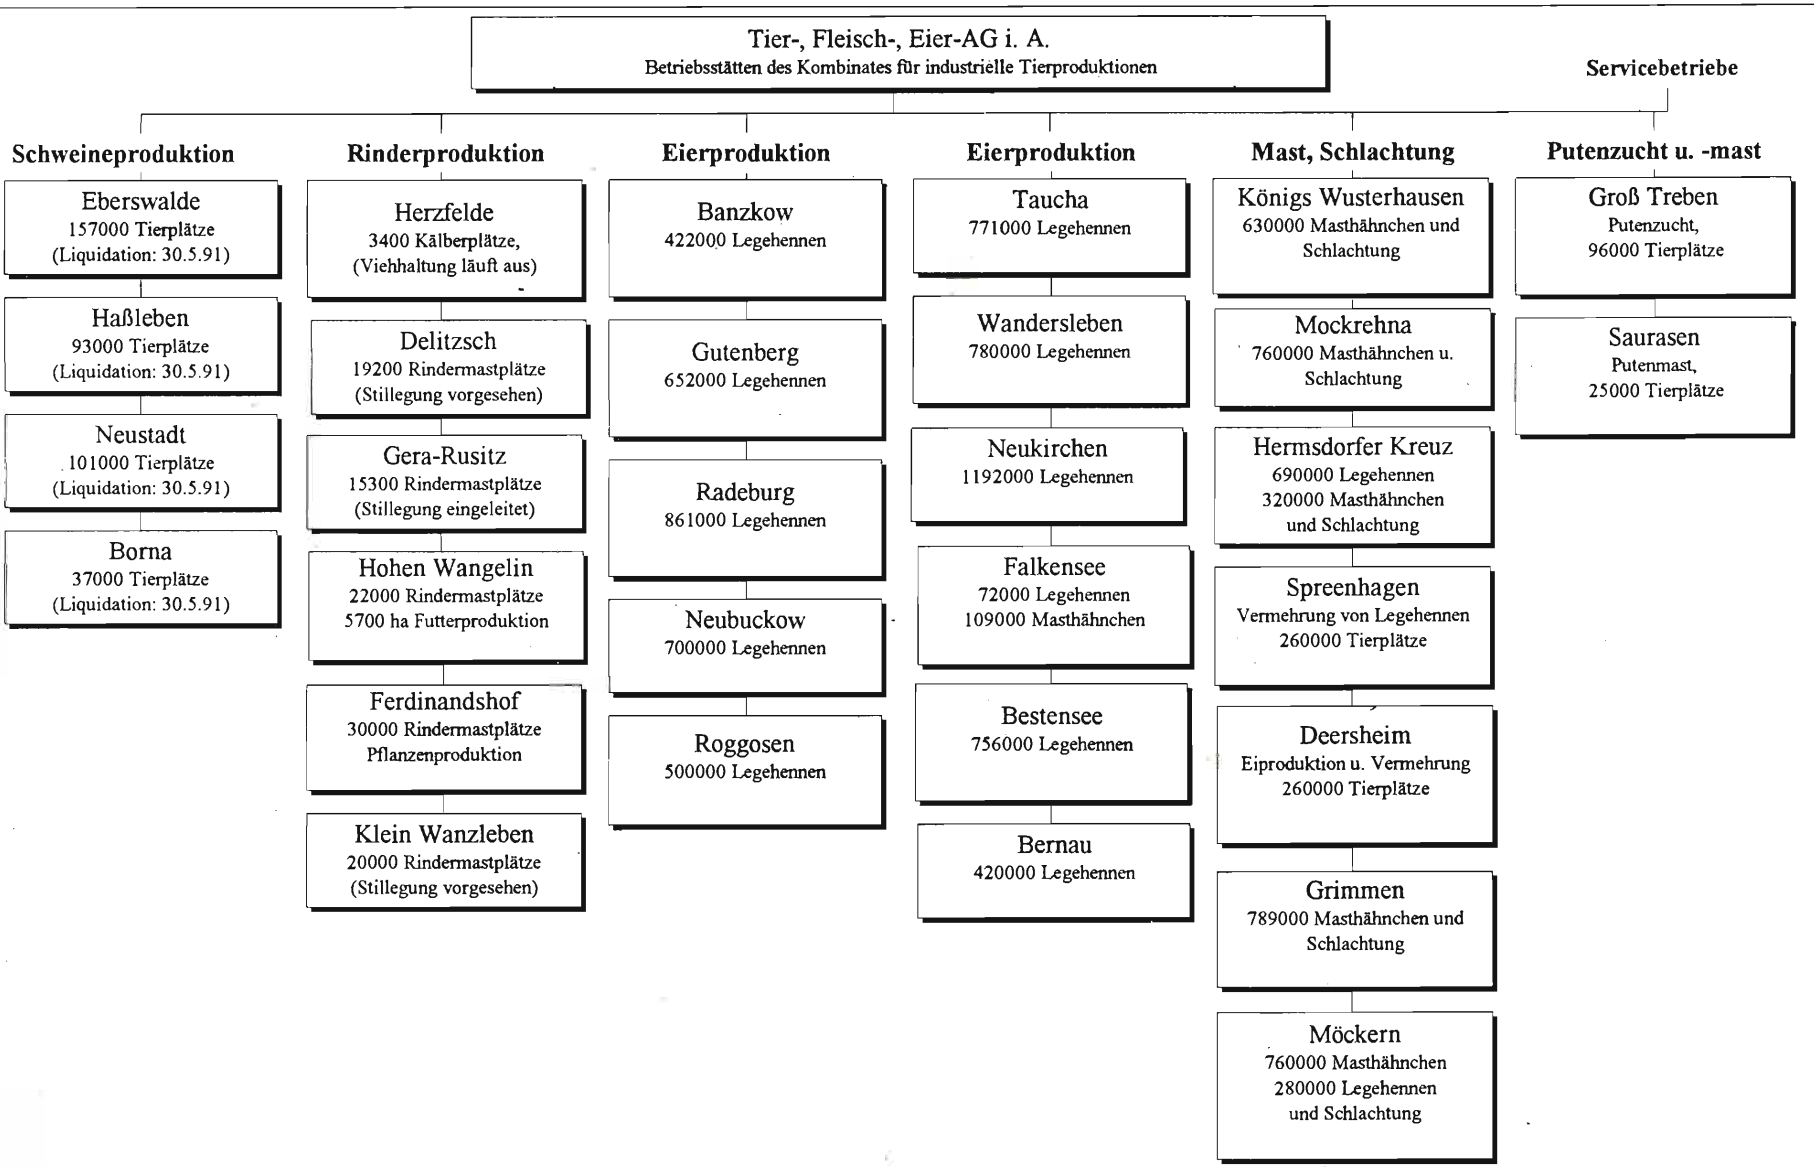 Tier-, Fleisch-, Eier-AG i. A.
Betriebsstätten des Kombinates für industrielle Tierproduktionen
Servicebetriebe
Schweineproduktion
Eberswalde
157000 Tierplätze
(Liquidation: 30.5.91)
Haßleben
93000 Tierplätze
(Liquidation: 30.5.91)
Neustadt
101000 Tierplätze
(Liquidation: 30.5.91)
Borna
37000 Tierplätze
(Liquidation: 30.5.91)
Rinderproduktion
Herzfelde
3400 Kälberplätze,
(Viehhaltung läuft aus)
Delitzsch
19200 Rindermastplätze
(Stillegung vorgesehen)
Gera-Rusitz
15300 Rindermastplätze
(Stillegung eingeleitet)
Hohen Wangelin
22000 Rindermastplätze
5700 ha Futterproduktion
Ferdinandshof
30000 Rindermastplätze
Pflanzenproduktion
Klein Wanzleben
20000 Rindermastplätze
(Stillegung vorgesehen)
Eierproduktion
Banzkow
422000 Legehennen
Gutenberg
652000 Legehennen
Radeburg
861000 Legehennen
Neubuckow
700000 Legehennen
Roggosen
500000 Legehennen
Eierproduktion
Taucha
771000 Legehennen
Wandersleben
780000 Legehennen
Neukirchen
1192000 Legehennen
Falkensee
72000 Legehennen
109000 Masthähnchen
Bestensee
756000 Legehennen
Bernau
420000 Legehennen
Mast, Schlachtung
Königs Wusterhausen
630000 Masthähnchen und
Schlachtung
Mockrehna
760000 Masthähnchen u.
Schlachtung
Hermsdorfer Kreuz
690000 Legehennen
320000 Masthähnchen
und Schlachtung
Spreenhagen
Vermehrung von Legehennen
260000 Tierplätze
Deersheim
Eiproduktion u. Vermehrung
260000 Tierplätze
Grimmen
789000 Masthähnchen und
Schlachtung
Möckern
760000 Masthähnchen
280000 Legehennen
und Schlachtung
Putenzucht u. -mast
Groß Treben
Putenzucht,
96000 Tierplätze
Saurasen
Putenmast,
25000 Tierplätze